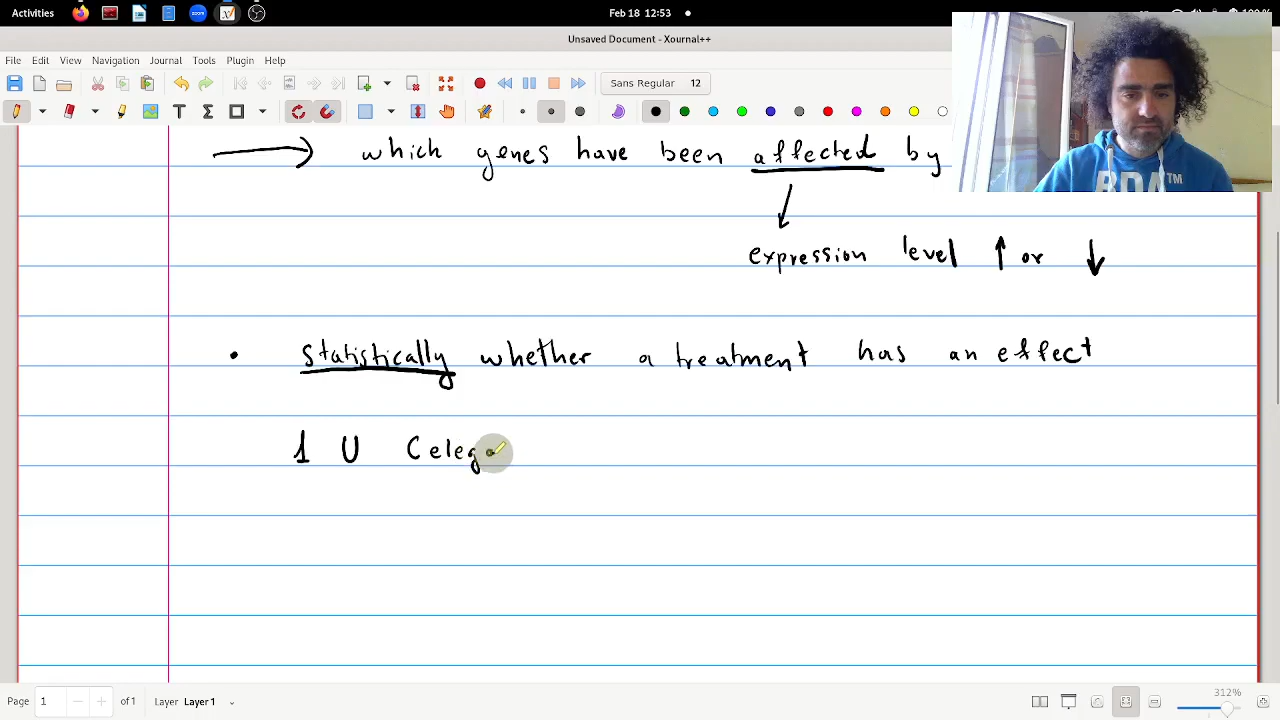 Activities Feb 18 12:53
Unsaved Document - Xournal++
File Edit View Navigation Journal Tools Plugin Help
Sans Regular 12
BDA™
→ which genes have been affected by
↓
expression level ↑ or ↓
• statistically whether a treatment has an effect
1 U Celeg
Page 1 of 1 Layer Layer 1 312%